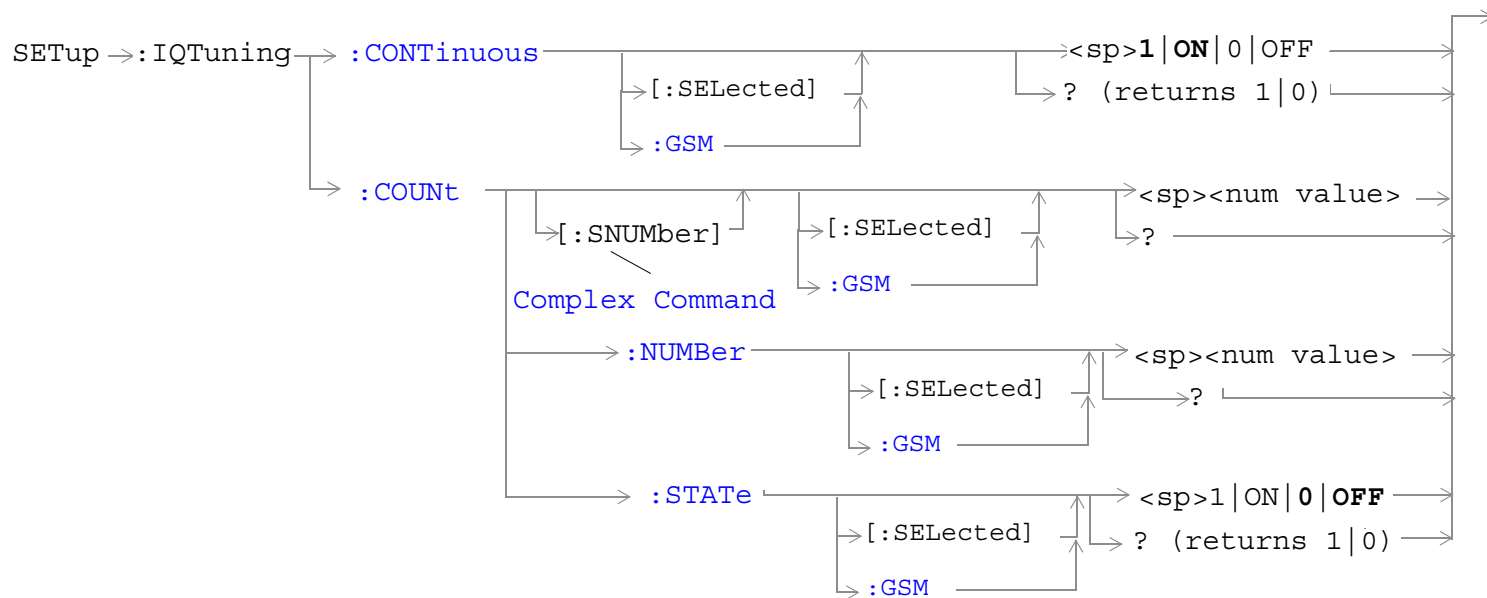 SETup :IQTuning :CONTinuous <sp>1|ON|0|OFF
[:SELected] ? (returns 1|0)
:GSM
:COUNt <sp><num value>
[:SNUMber] [:SELected] ?
:GSM
Complex Command
:NUMBer <sp><num value>
[:SELected] ?
:GSM
:STATe <sp>1|ON|0|OFF
[:SELected] ? (returns 1|0)
:GSM